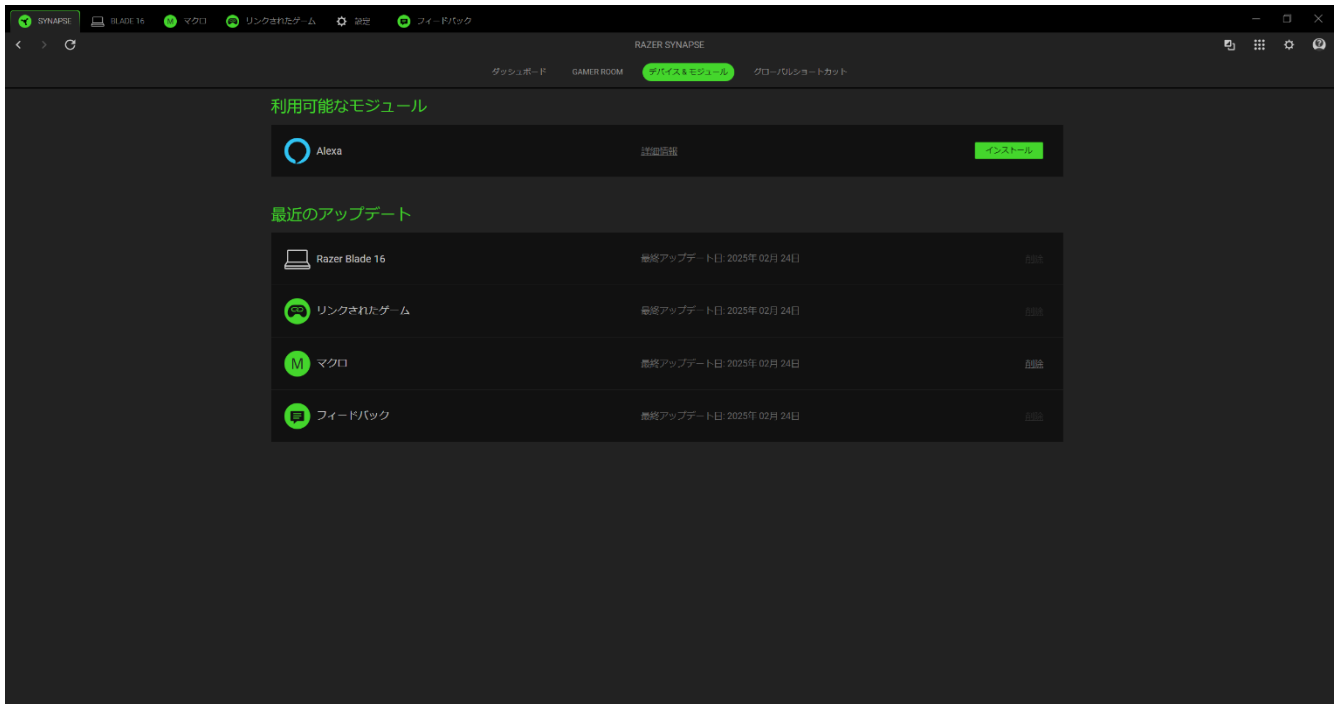 SYNAPSE BLADE 16 マクロ リンクされたゲーム 設定 フィードバック
RAZER SYNAPSE
ダッシュボード GAMER ROOM デバイス & モジュール グローバルショートカット
利用可能なモジュール
Alexa 詳細情報 インストール
最近のアップデート
Razer Blade 16 最終アップデート日: 2025年 02月 24日 削除
リンクされたゲーム 最終アップデート日: 2025年 02月 24日 削除
M マクロ 最終アップデート日: 2025年 02月 24日 削除
フィードバック 最終アップデート日: 2025年 02月 24日 削除